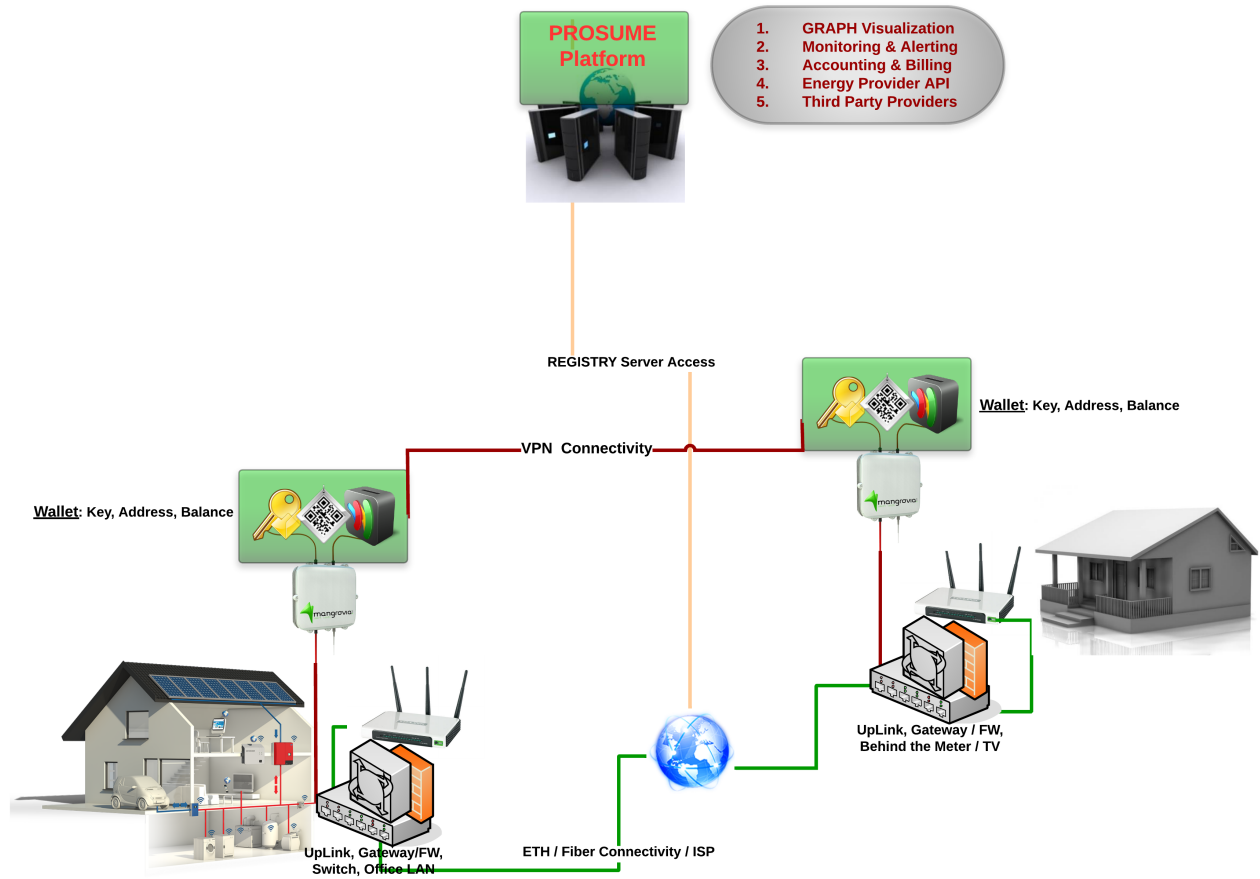 PROSUME
Platform
1. GRAPH Visualization
2. Monitoring & Alerting
3. Accounting & Billing
4. Energy Provider API
5. Third Party Providers
REGISTRY Server Access
Wallet: Key, Address, Balance
VPN Connectivity
mangrovia
Wallet: Key, Address, Balance
mangrovia
UpLink, Gateway / FW,
Behind the Meter / TV
UpLink, Gateway/FW,
Switch, Office LAN
ETH / Fiber Connectivity / ISP